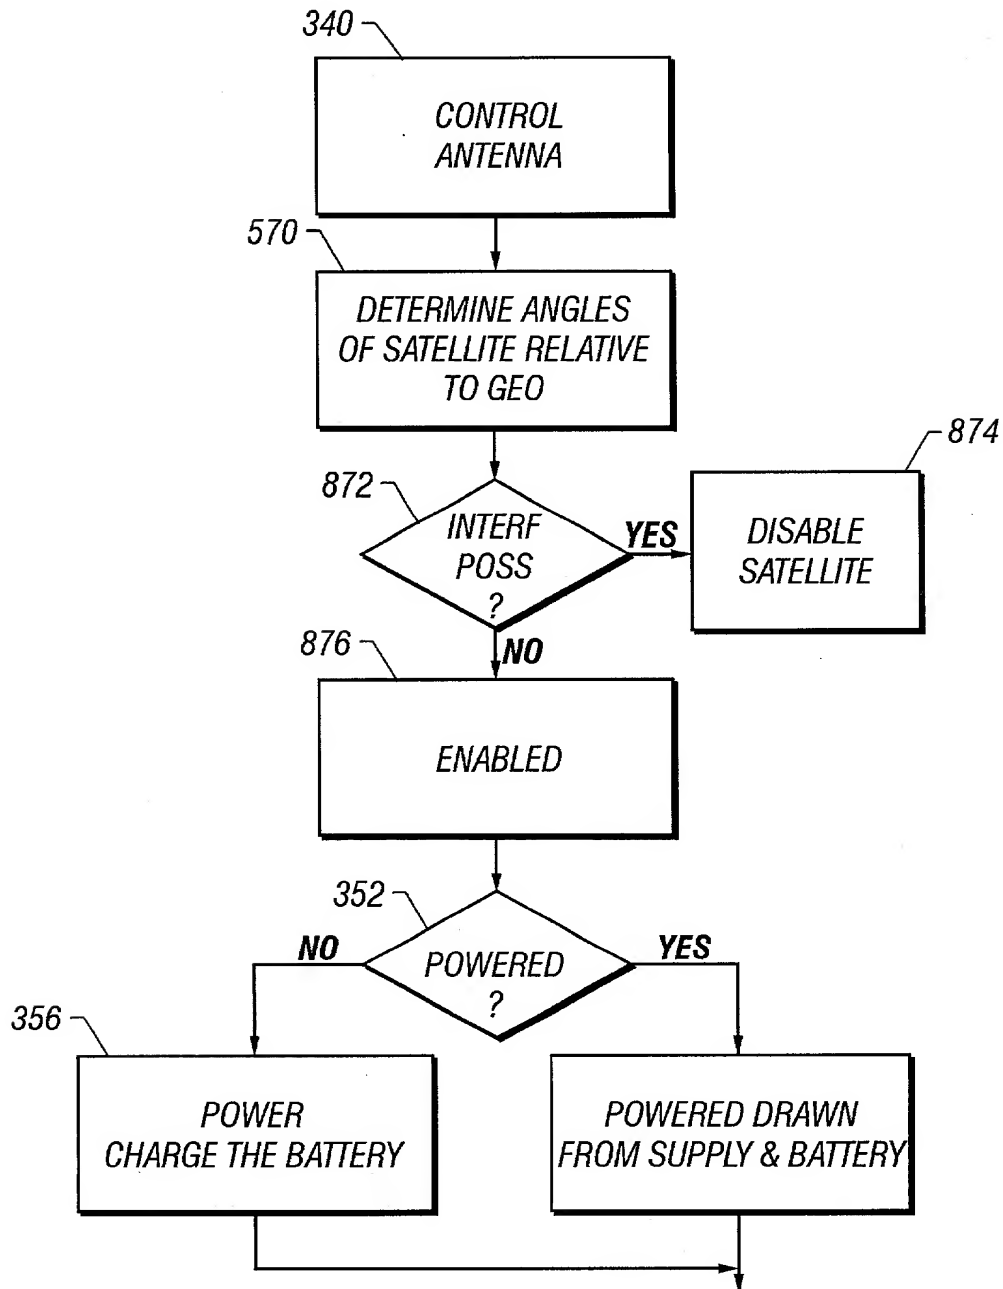 340
CONTROL
ANTENNA
570
DETERMINE ANGLES
OF SATELLITE RELATIVE
TO GEO
872
INTERF
POSS
?
YES
874
DISABLE
SATELLITE
NO
876
ENABLED
352
POWERED
?
NO
YES
356
POWER
CHARGE THE BATTERY
POWERED DRAWN
FROM SUPPLY & BATTERY